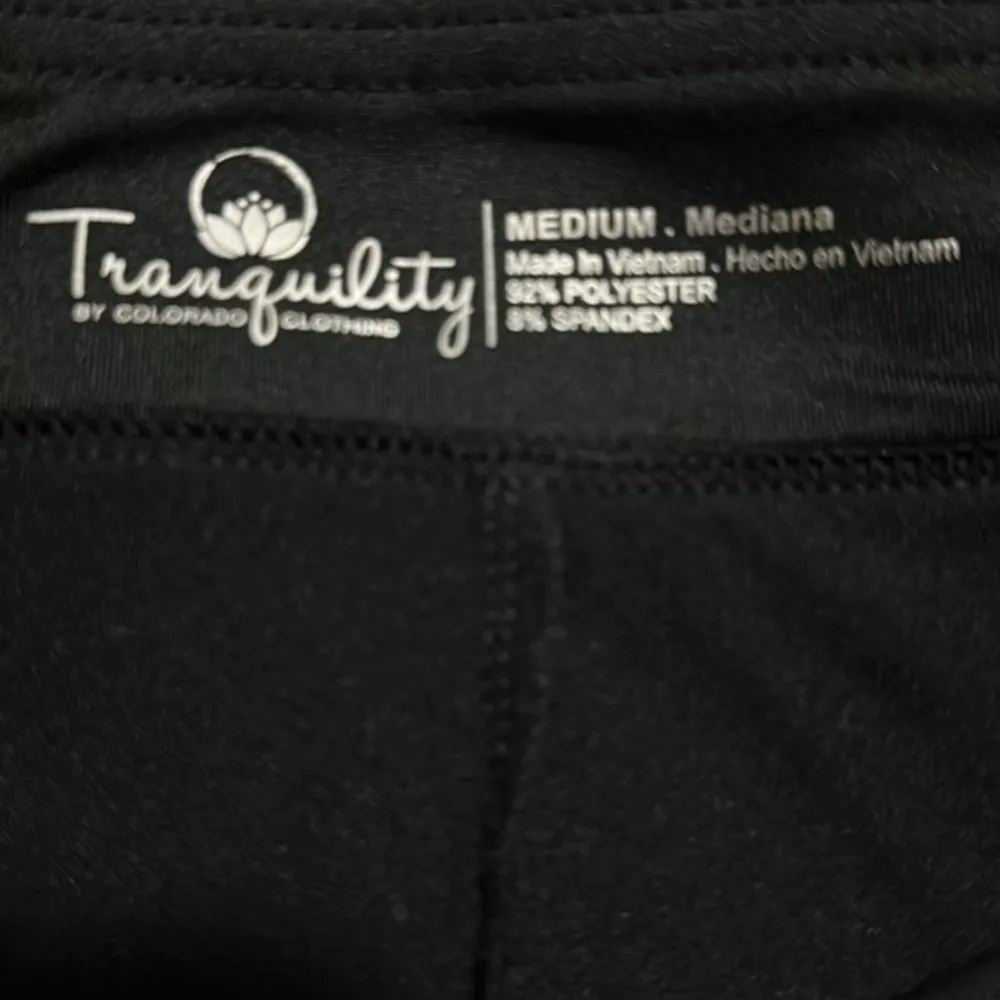 Tranquility
BY COLORADO CLOTHING
MEDIUM . Mediana
Made in Vietnam . Hecho en Vietnam
92% POLYESTER
8% SPANDEX